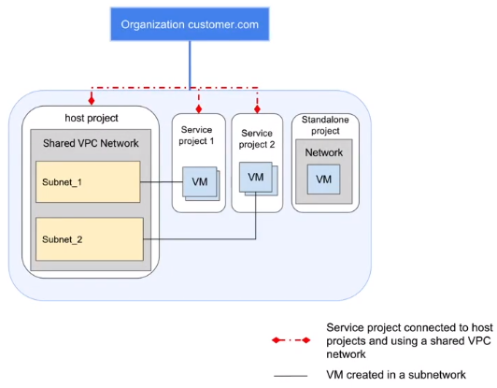 Organization customer.com
host project
Shared VPC Network
Subnet_1
Subnet_2
Service
project 1
VM
Service
project 2
VM
Standalone
project
Network
VM
Service project connected to host
projects and using a shared VPC
network
VM created in a subnetwork